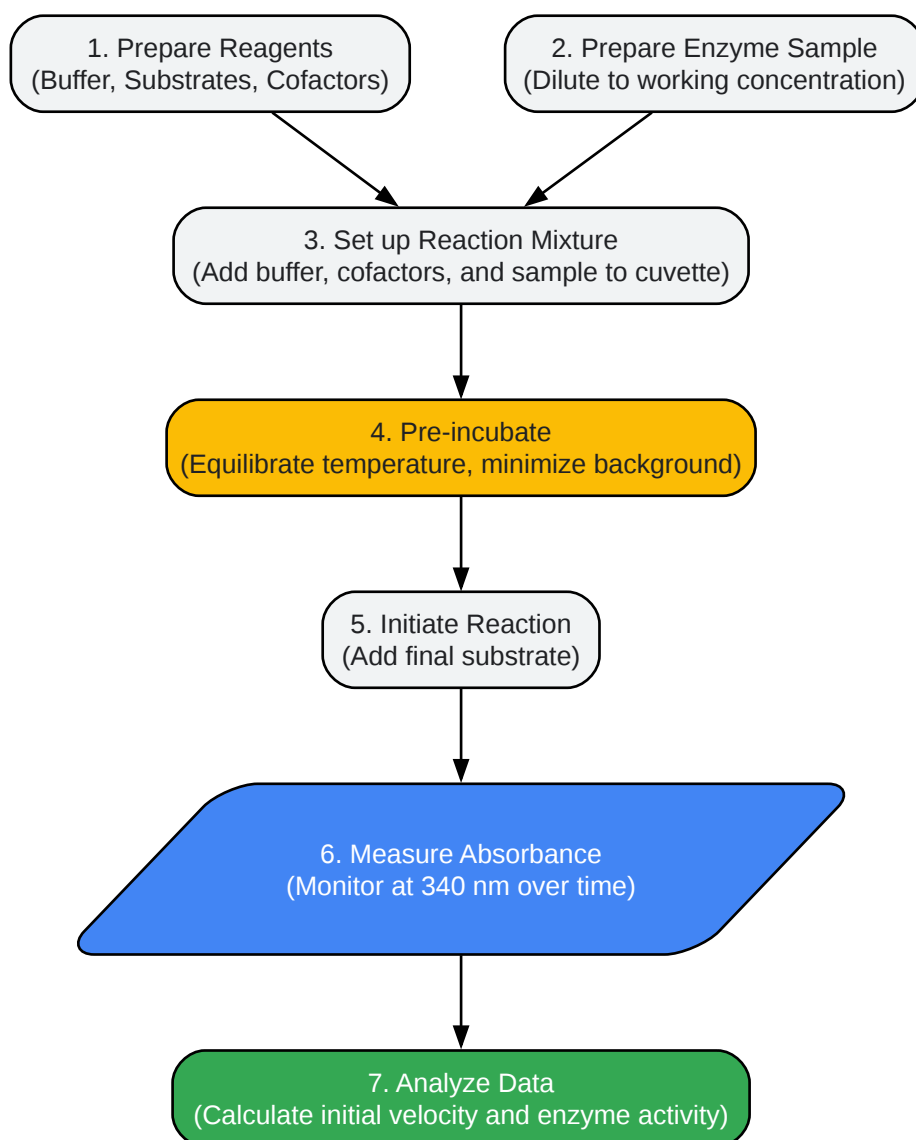 1. Prepare Reagents
(Buffer, Substrates, Cofactors)
2. Prepare Enzyme Sample
(Dilute to working concentration)
3. Set up Reaction Mixture
(Add buffer, cofactors, and sample to cuvette)
4. Pre-incubate
(Equilibrate temperature, minimize background)
5. Initiate Reaction
(Add final substrate)
6. Measure Absorbance
(Monitor at 340 nm over time)
7. Analyze Data
(Calculate initial velocity and enzyme activity)